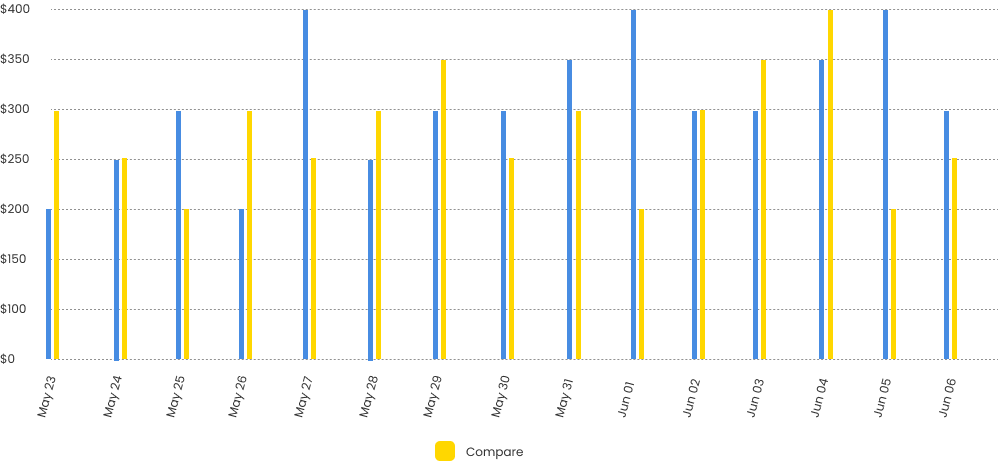 $400
$350
$300
$250
$200
$150
$100
$0
May 23
May 24
May 25
May 26
May 27
May 28
May 29
May 30
May 31
Jun 01
Jun 02
Jun 03
Jun 04
Jun 05
Jun 06
Compare